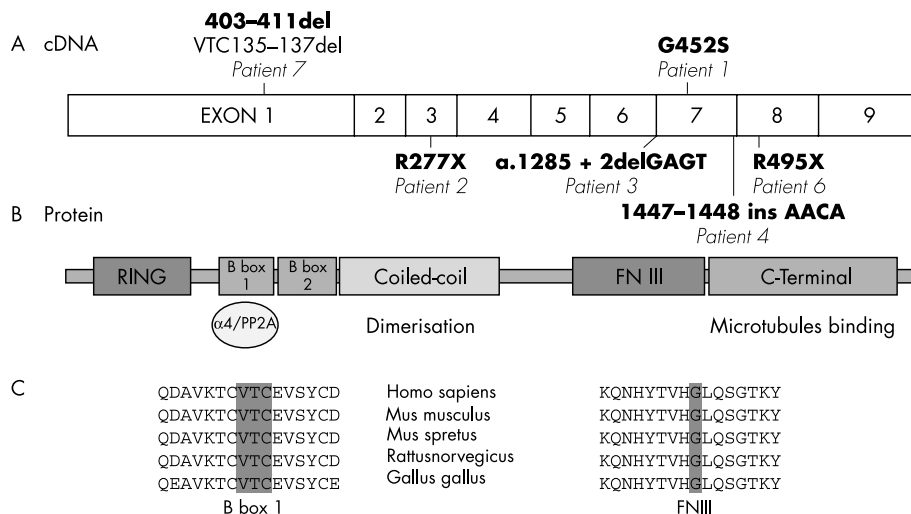 403–411del
A cDNA
VTC135–137del
G452S
Patient 7
Patient 1
EXON 1 2 3 4 5 6 7 8 9
R277X a.1285 + 2delGAGT R495X
Patient 2 Patient 3 Patient 6
B Protein
1447–1448 ins AACA
Patient 4
RING B box 1 B box 2 Coiled-coil FN III C-Terminal
α4/PP2A
Dimerisation Microtubules binding
C
QDAVKTCVTCEVSYCD Homo sapiens KQNHYTVHGLQSGTKY
QDAVKTCVTCEVSYCD Mus musculus KQNHYTVHGLQSGTKY
QDAVKTCVTCEVSYCD Mus spretus KQNHYTVHGLQSGTKY
QDAVKTCVTCEVSYCD Rattusnorvegicus KQNHYTVHGLQSGTKY
QEAVKTCVTCEVSYCE Gallus gallus KQNHYTVHGLQSGTKY
B box 1 FNIII